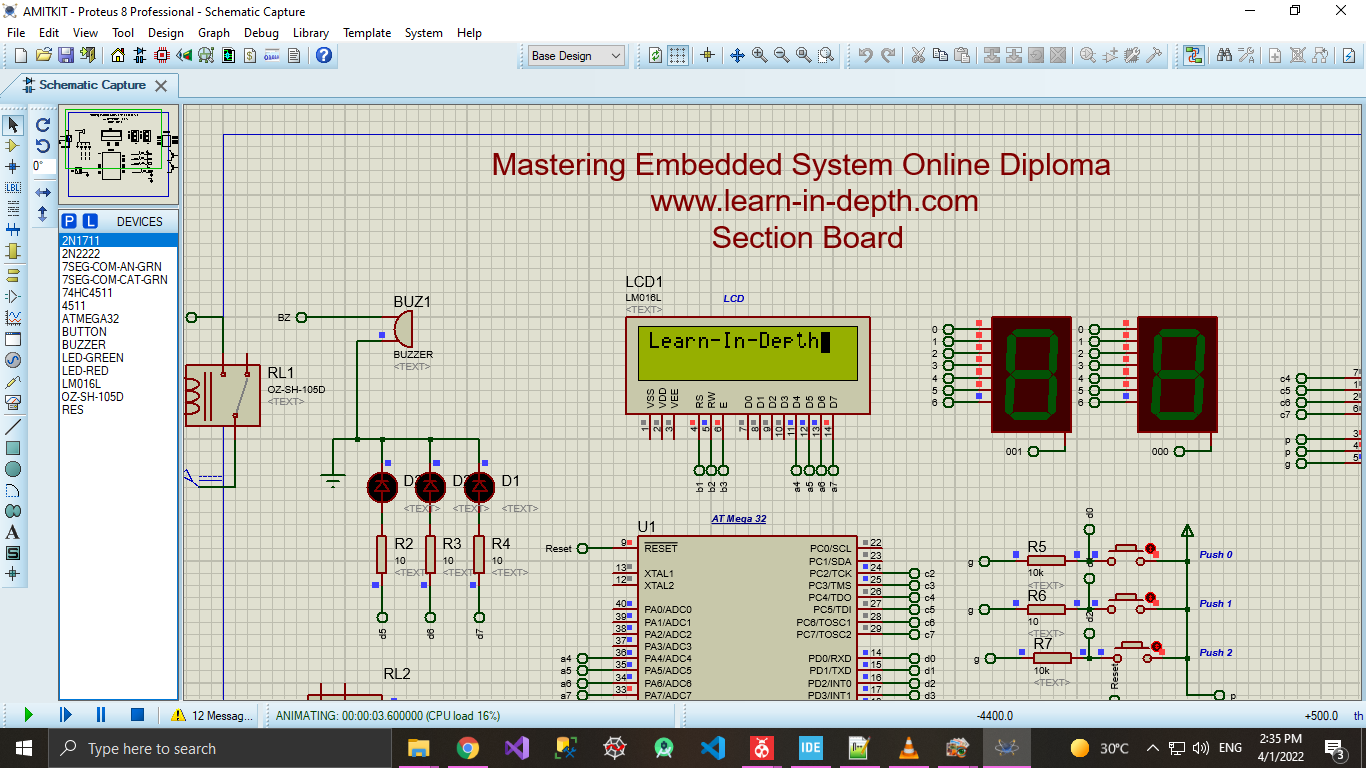 AMITKIT - Proteus 8 Professional - Schematic Capture
File Edit View Tool Design Graph Debug Library Template System Help
Base Design
Schematic Capture
0°
P L DEVICES
2N1711
2N2222
7SEG-COM-AN-GRN
7SEG-COM-CAT-GRN
74HC4511
4511
ATMEGA32
BUTTON
BUZZER
LED-GREEN
LED-RED
LM016L
OZ-SH-105D
RES
Mastering Embedded System Online Diploma
www.learn-in-depth.com
Section Board
LCD1
LM016L
<TEXT>
LCD
Learn-In-Depth
VSS VDD VEE RS RW E D0 D1 D2 D3 D4 D5 D6 D7
1 2 3 4 5 6 7 8 9 10 11 12 13 14
b1 b2 b3 a4 a5 a6 a7
BUZ1
BZ
BUZZER
<TEXT>
RL1
OZ-SH-105D
<TEXT>
D1
<TEXT> <TEXT> <TEXT>
R2 R3 R4
10 10 10
<TEXT> <TEXT> <TEXT>
d5 d6 d7
RL2
0 0
1 1
2 2
3 3
4 4
5 5
6 6
001 000
c4
c5
c6
c7
p
p
g
AT Mega 32
U1
Reset 9 RESET PC0/SCL 22
PC1/SDA 23
13 XTAL1 PC2/TCK 24 c2
12 XTAL2 PC3/TMS 25 c3
PC4/TDO 26 c4
40 PA0/ADC0 PC5/TDI 27 c5
39 PA1/ADC1 PC6/TOSC1 28 c6
38 PA2/ADC2 PC7/TOSC2 29 c7
37 PA3/ADC3
a4 36 PA4/ADC4 PD0/RXD 14 d0
a5 35 PA5/ADC5 PD1/TXD 15 d1
a6 34 PA6/ADC6 PD2/INT0 16 d2
a7 33 PA7/ADC7 PD3/INT1 17 d3
d0
g R5 Push 0
10k
<TEXT>
g R6 Push 1
10
<TEXT>
d2
g R7 Push 2
10k
<TEXT>
Reset
p
12 Messag...
ANIMATING: 00:00:03.600000 (CPU load 16%)
-4400.0 +500.0 th
Type here to search
IDE
30°C ENG
2:35 PM
4/1/2022
3